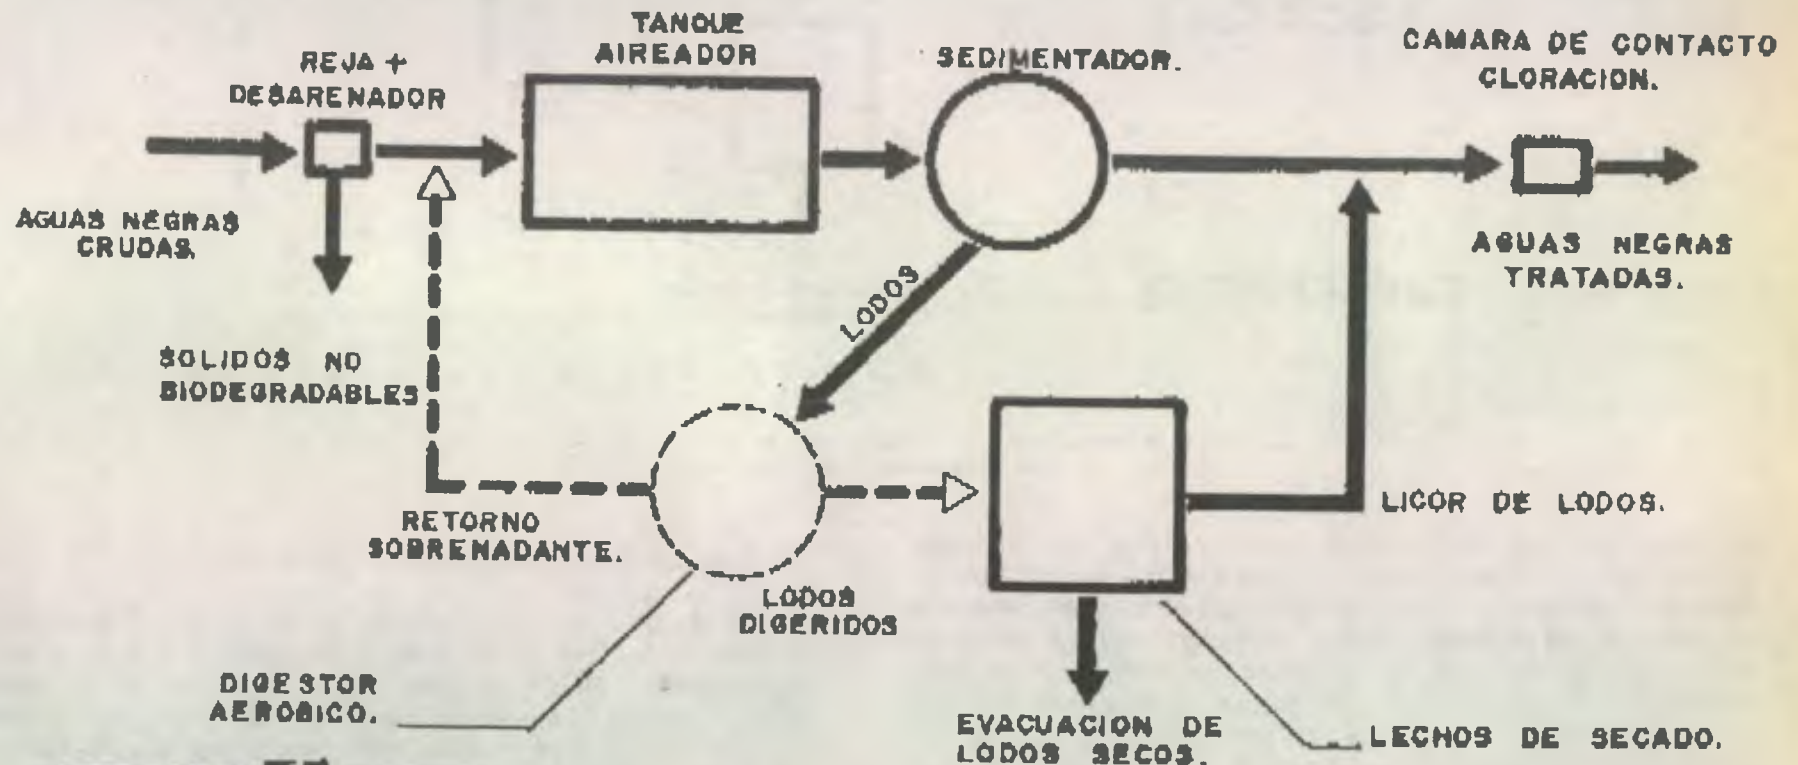 TANQUE
AIREADOR
REJA +
DESARENADOR
SEDIMENTADOR.
CAMARA DE CONTACTO
CLORACION.
AGUAS NEGRAS
CRUDAS.
AGUAS NEGRAS
TRATADAS.
LODOS
SOLIDOS NO
BIODEGRADABLES
RETORNO
SOBRENADANTE.
LICOR DE LODOS.
LODOS
DIGERIDOS
DIGESTOR
AEROBICO.
EVACUACION DE
LODOS SECOS.
LECHOS DE SECADO.